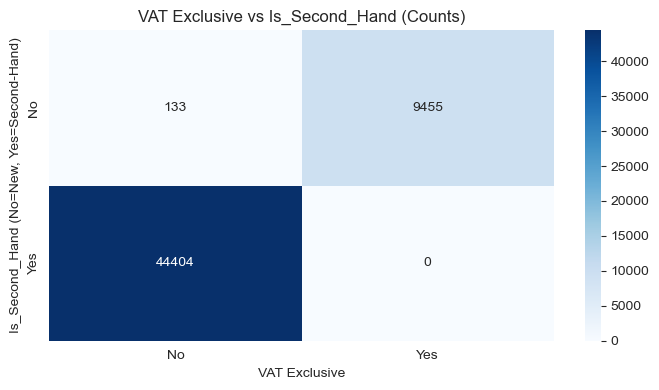 VAT Exclusive vs Is_Second_Hand (Counts)
Is_Second_Hand (No=New, Yes=Second-Hand)
No
133
9455
Yes
44404
0
No
Yes
VAT Exclusive
40000
35000
30000
25000
20000
15000
10000
5000
0